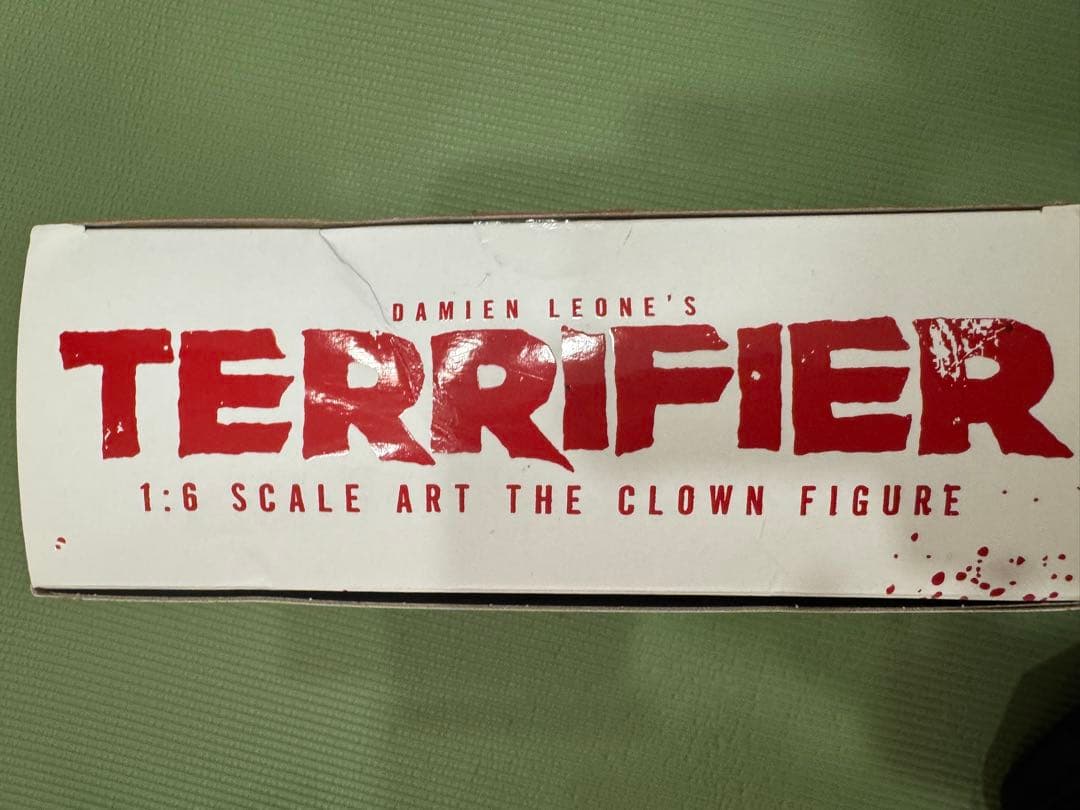 DAMIEN LEONE'S
TERRIFIER
1:6 SCALE ART THE CLOWN FIGURE